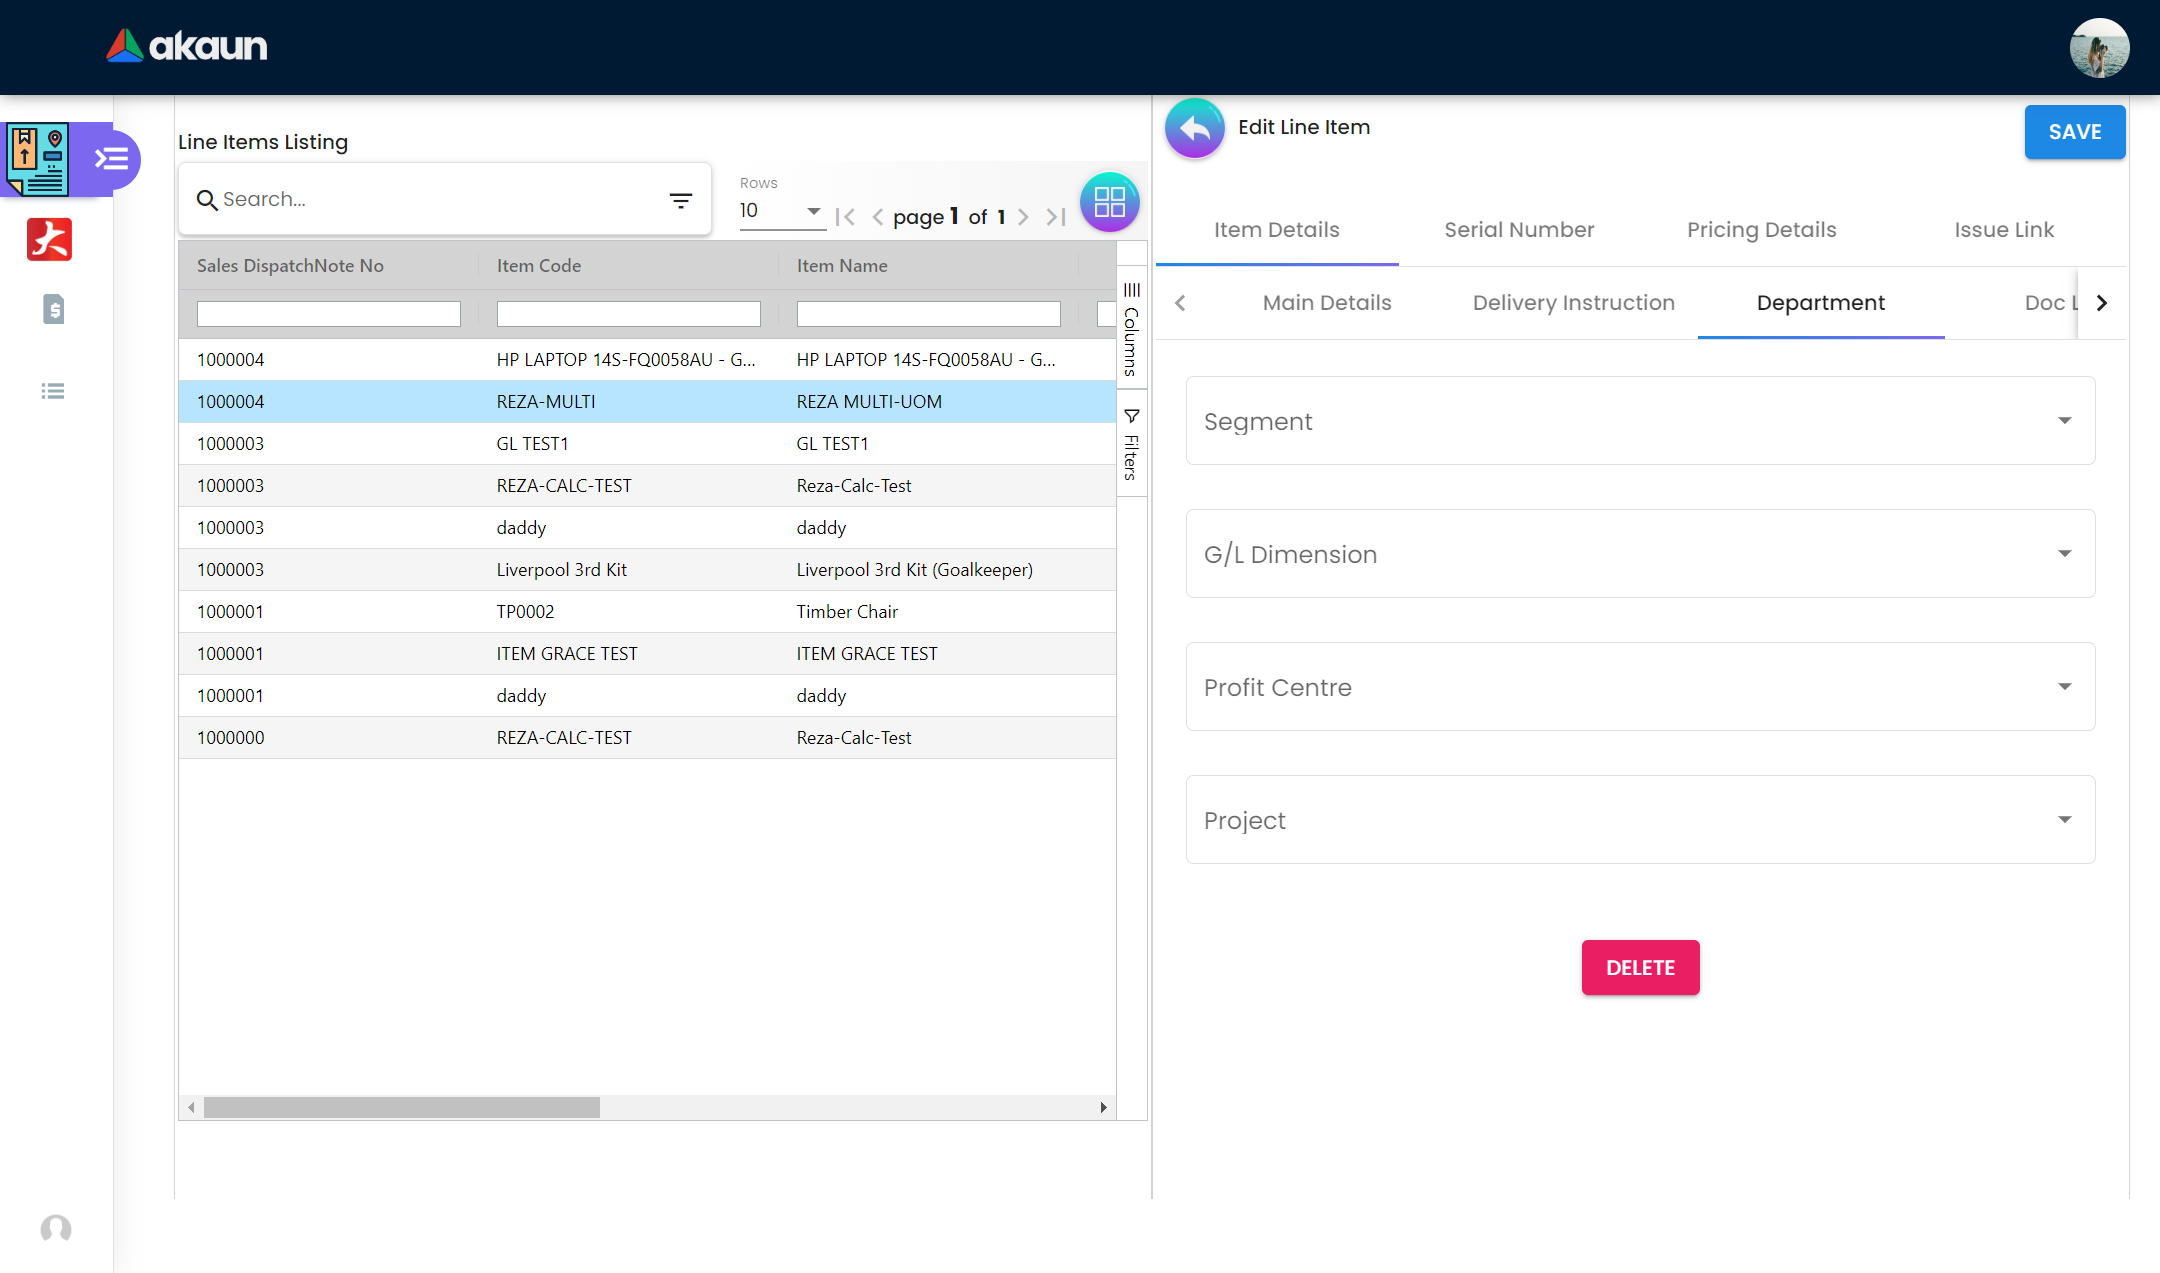 akaun
Line Items Listing
Search...
Rows
10
page 1 of 1
Sales DispatchNote No Item Code Item Name
1000004 HP LAPTOP 14S-FQ0058AU - G... HP LAPTOP 14S-FQ0058AU - G...
1000004 REZA-MULTI REZA MULTI-UOM
1000003 GL TEST1 GL TEST1
1000003 REZA-CALC-TEST Reza-Calc-Test
1000003 daddy daddy
1000003 Liverpool 3rd Kit Liverpool 3rd Kit (Goalkeeper)
1000001 TP0002 Timber Chair
1000001 ITEM GRACE TEST ITEM GRACE TEST
1000001 daddy daddy
1000000 REZA-CALC-TEST Reza-Calc-Test
Columns
Filters
Edit Line Item
SAVE
Item Details Serial Number Pricing Details Issue Link
Main Details Delivery Instruction Department Doc L
Segment
G/L Dimension
Profit Centre
Project
DELETE